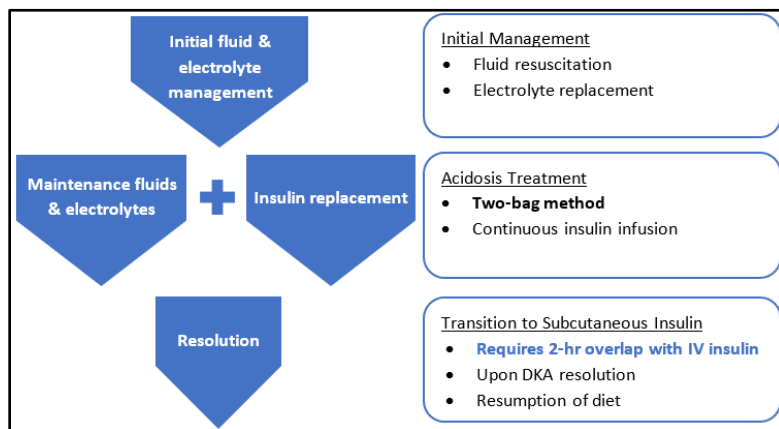 Initial fluid &
electrolyte
management
Initial Management
• Fluid resuscitation
• Electrolyte replacement
Maintenance fluids
& electrolytes
Insulin replacement
Acidosis Treatment
• Two-bag method
• Continuous insulin infusion
Resolution
Transition to Subcutaneous Insulin
• Requires 2-hr overlap with IV insulin
• Upon DKA resolution
• Resumption of diet